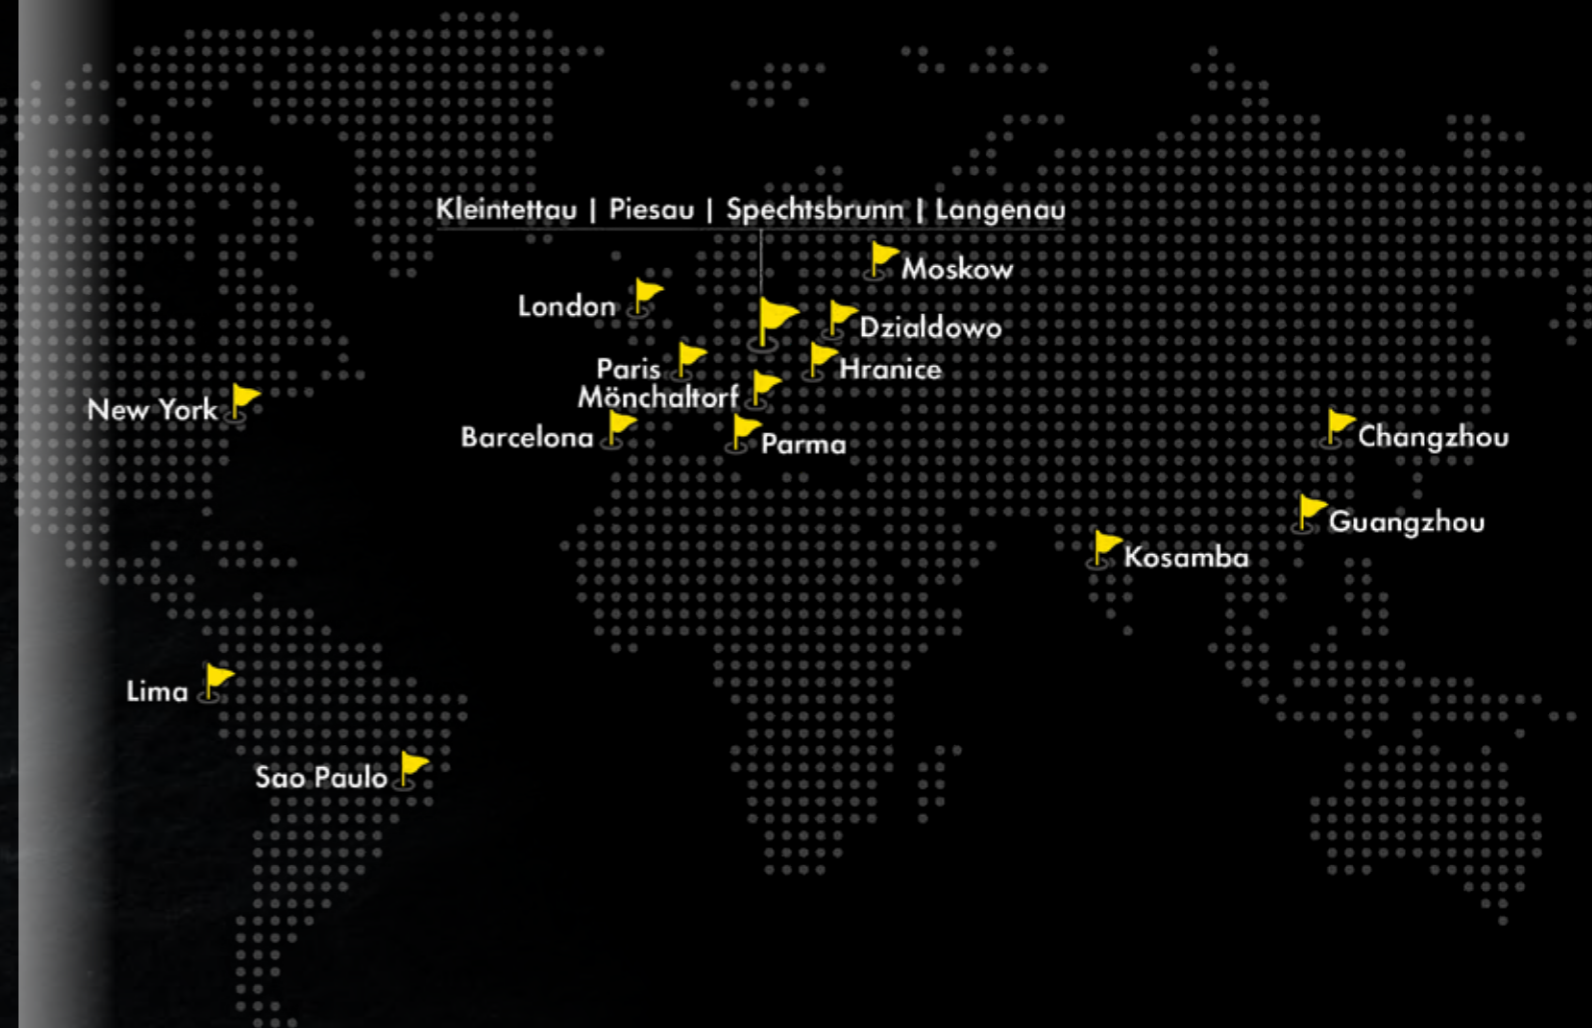 Kleintettau | Piesau | Spechtsbrunn | Langenau
Moskow
London
Dzialdowo
Paris
Hranice
Mönchaltorf
New York
Barcelona
Parma
Changzhou
Guangzhou
Kosamba
Lima
Sao Paulo